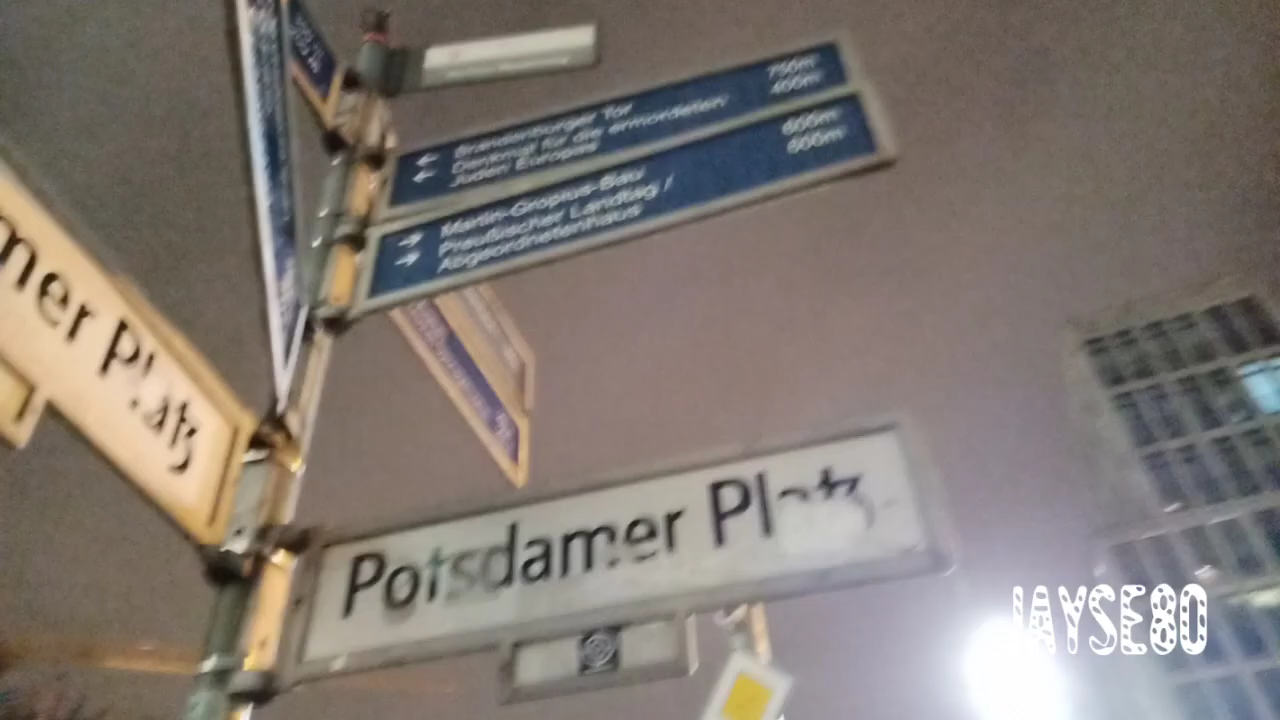 Brandenburger Tor 750m
Denkmal für die ermordeten 400m
Juden Europas
Martin-Gropius-Bau 600m
Preußischer Landtag / 600m
Abgeordnetenhaus
mer Platz
Potsdamer Platz
JAYSE80